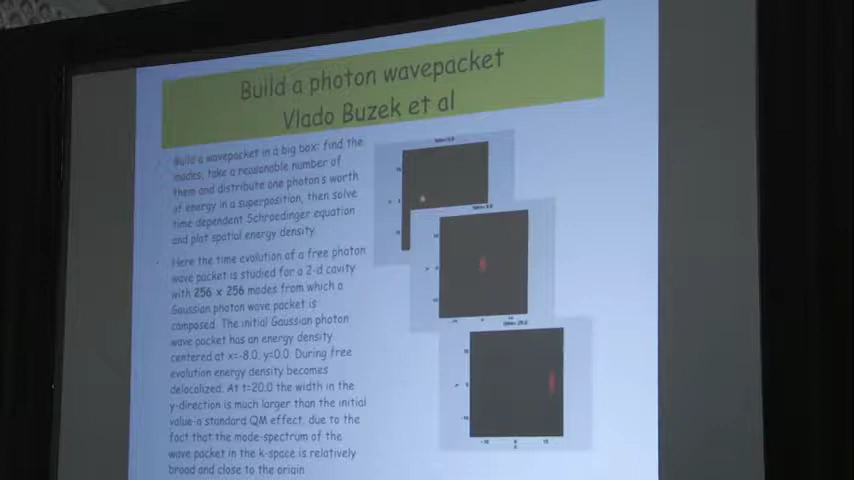 Build a photon wavepacket
Vlado Buzek et al
Build a wavepacket in a big box: find the
modes, take a reasonable number of
them and distribute one photon's worth
of energy in a superposition, then solve
time dependent Schroedinger equation
and plot spatial energy density.
Here the time evolution of a free photon
wave packet is studied for a 2-d cavity
with 256 x 256 modes from which a
Gaussian photon wave packet is
composed. The initial Gaussian photon
wave packet has an energy density
centered at x=-8.0, y=0.0. During free
evolution energy density becomes
delocalized. At t=20.0 the width in the
y-direction is much larger than the initial
value-a standard QM effect, due to the
fact that the mode-spectrum of the
wave packet in the k-space is relatively
broad and close to the origin